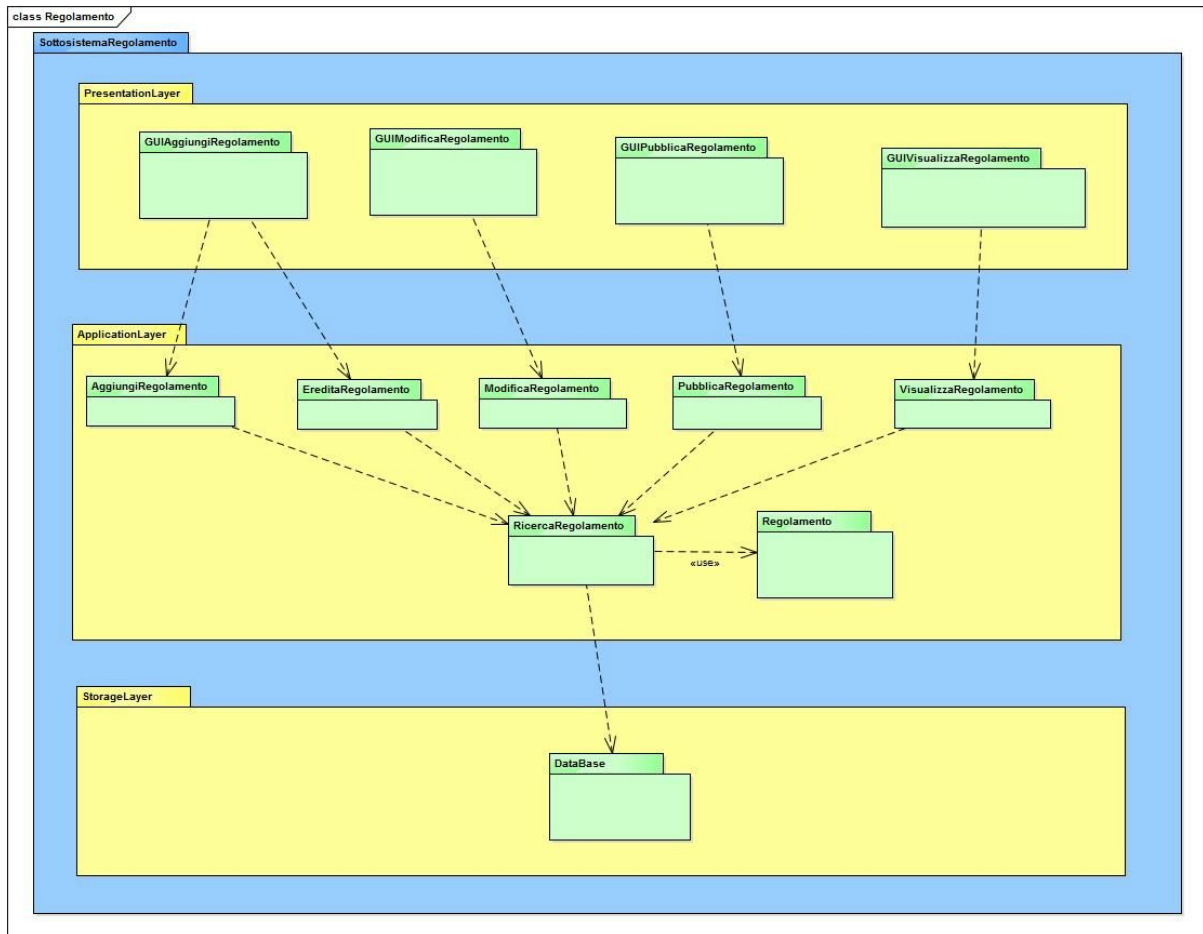 class Regolamento
SottosistemaRegolamento
PresentationLayer
GUIAggiungiRegolamento
GUIModificaRegolamento
GUIPubblicaRegolamento
GUIVisualizzaRegolamento
ApplicationLayer
AggiungiRegolamento
EreditaRegolamento
ModificaRegolamento
PubblicaRegolamento
VisualizzaRegolamento
RicercaRegolamento
Regolamento
«use»
StorageLayer
DataBase